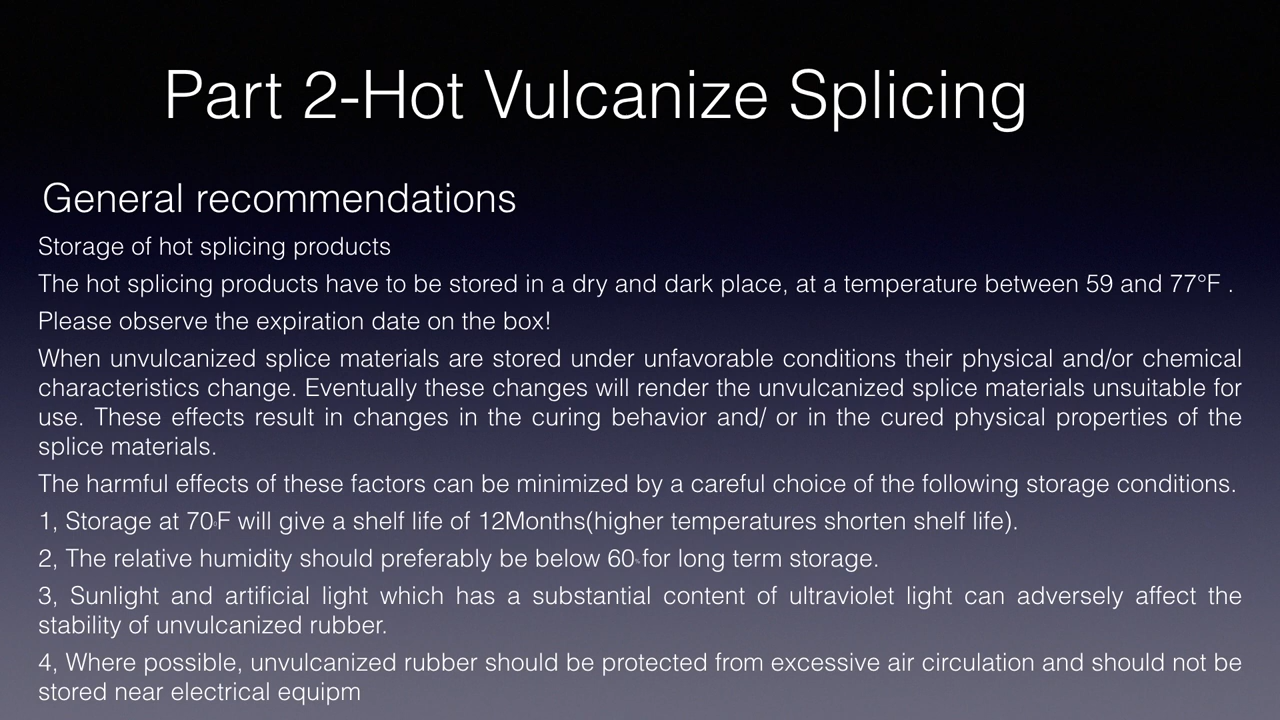 Part 2-Hot Vulcanize Splicing
General recommendations
Storage of hot splicing products
The hot splicing products have to be stored in a dry and dark place, at a temperature between 59 and 77°F .
Please observe the expiration date on the box!
When unvulcanized splice materials are stored under unfavorable conditions their physical and/or chemical
characteristics change. Eventually these changes will render the unvulcanized splice materials unsuitable for
use. These effects result in changes in the curing behavior and/ or in the cured physical properties of the
splice materials.
The harmful effects of these factors can be minimized by a careful choice of the following storage conditions.
1, Storage at 70°F will give a shelf life of 12Months(higher temperatures shorten shelf life).
2, The relative humidity should preferably be below 60%for long term storage.
3, Sunlight and artificial light which has a substantial content of ultraviolet light can adversely affect the
stability of unvulcanized rubber.
4, Where possible, unvulcanized rubber should be protected from excessive air circulation and should not be
stored near electrical equipm